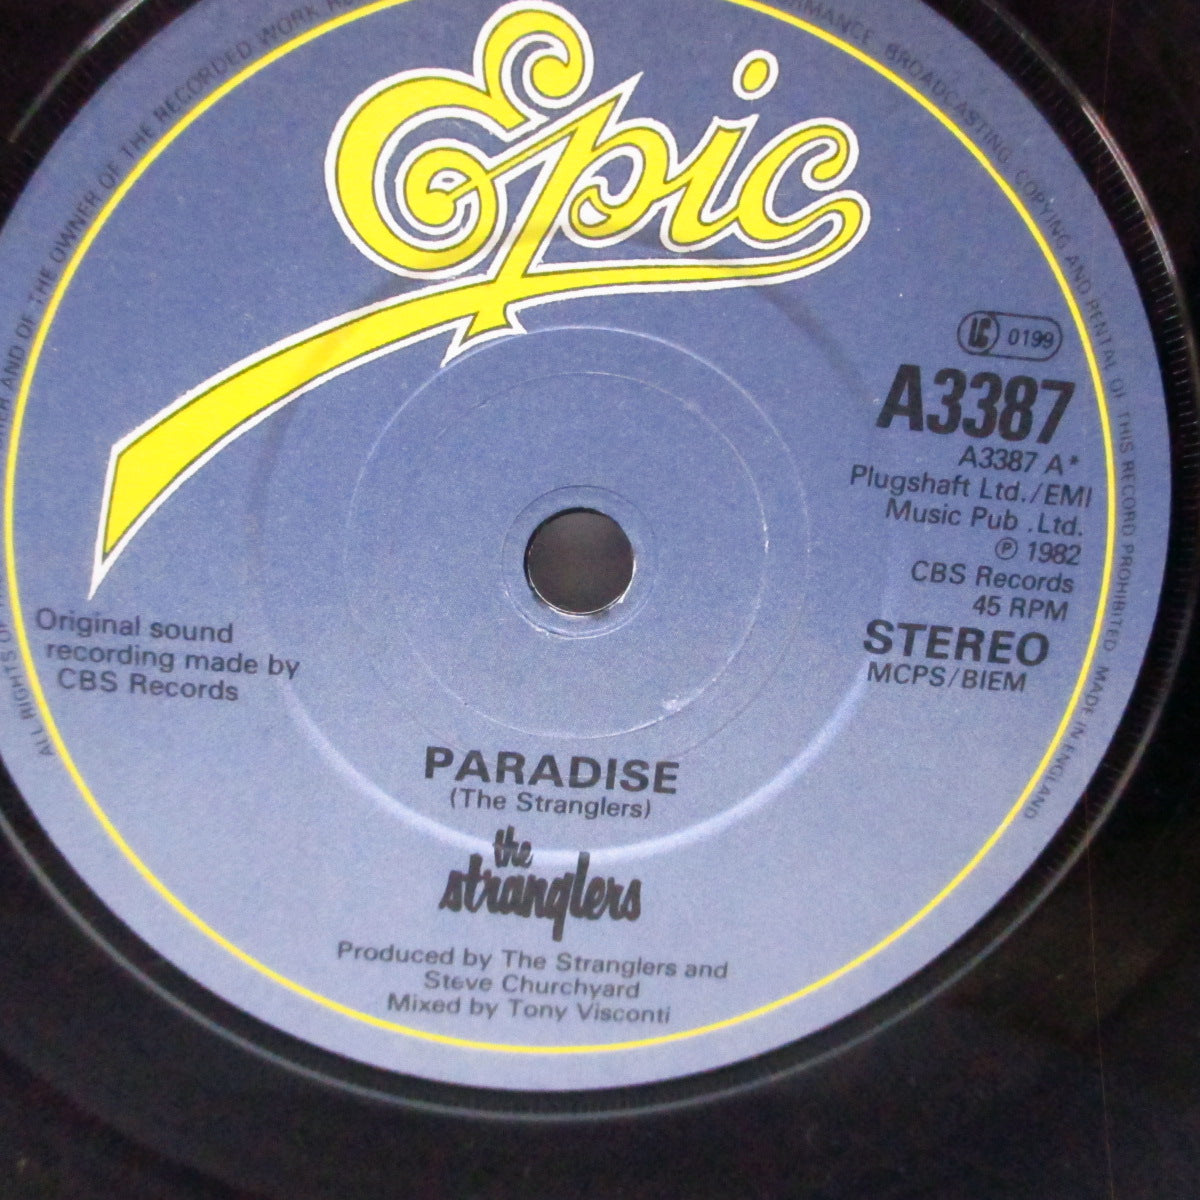 Epic
LC 0199
A3387
A3387 A*
Plugshaft Ltd./EMI
Music Pub .Ltd.
℗ 1982
CBS Records
45 RPM
STEREO
MCPS/BIEM
Original sound
recording made by
CBS Records
PARADISE
(The Stranglers)
the
stranglers
Produced by The Stranglers and
Steve Churchyard
Mixed by Tony Visconti
ALL RIGHTS OF
AND OF THE OWNER OF THE RECORDED WORK
BROADCASTING, COPYING AND RENTAL OF THIS RECORD PROHIBITED. MADE IN ENGLAND